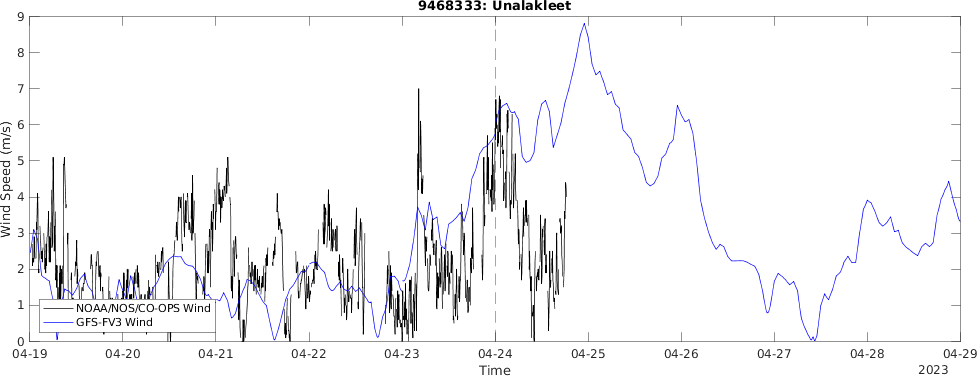 9468333: Unalakleet
9
8
7
6
5
4
3
2
1
0
Wind Speed (m/s)
NOAA/NOS/CO-OPS Wind
GFS-FV3 Wind
04-19 04-20 04-21 04-22 04-23 04-24 04-25 04-26 04-27 04-28 04-29
Time
2023